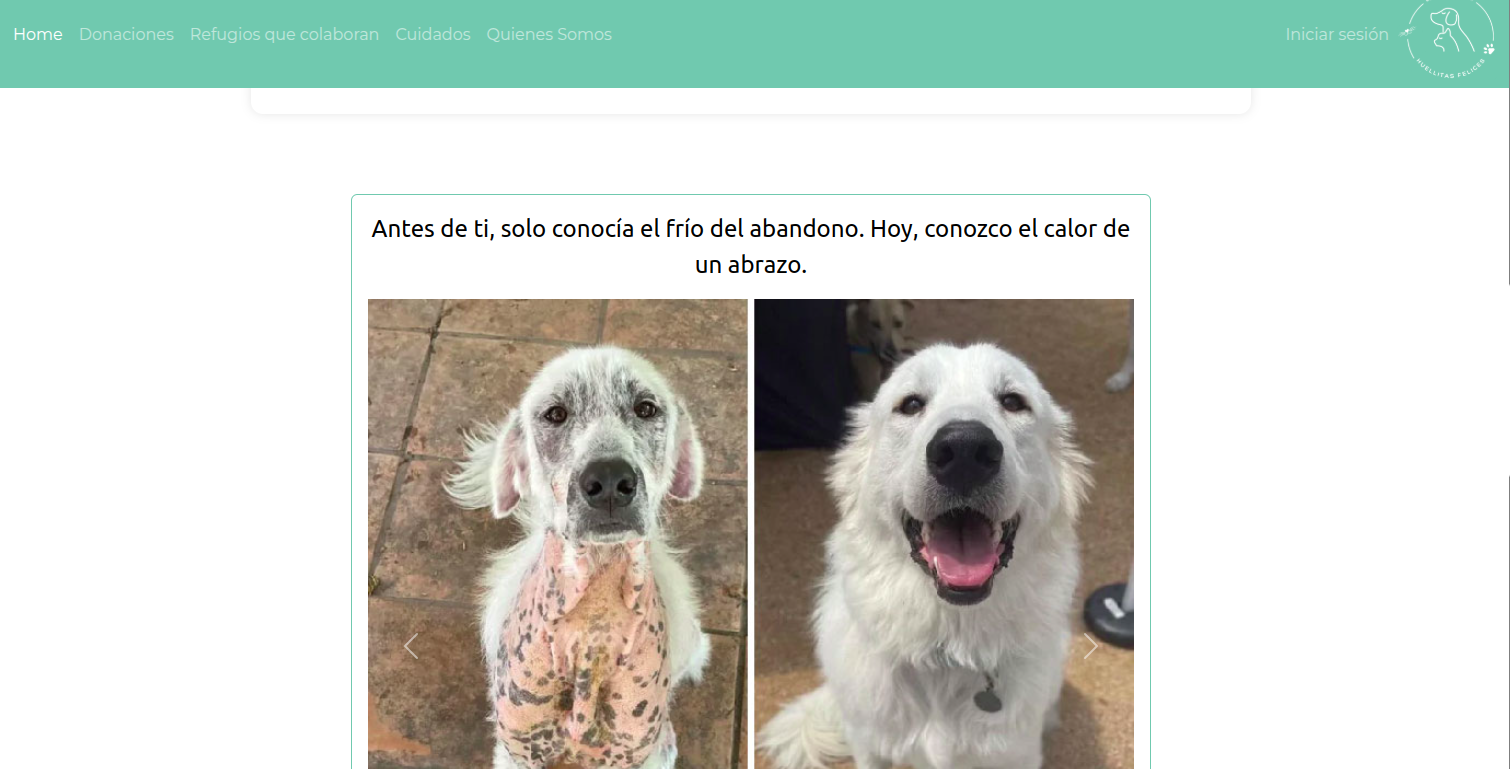 Home Donaciones Refugios que colaboran Cuidados Quienes Somos Iniciar sesión
HUELLITAS FELICES
Antes de ti, solo conocía el frío del abandono. Hoy, conozco el calor de
un abrazo.